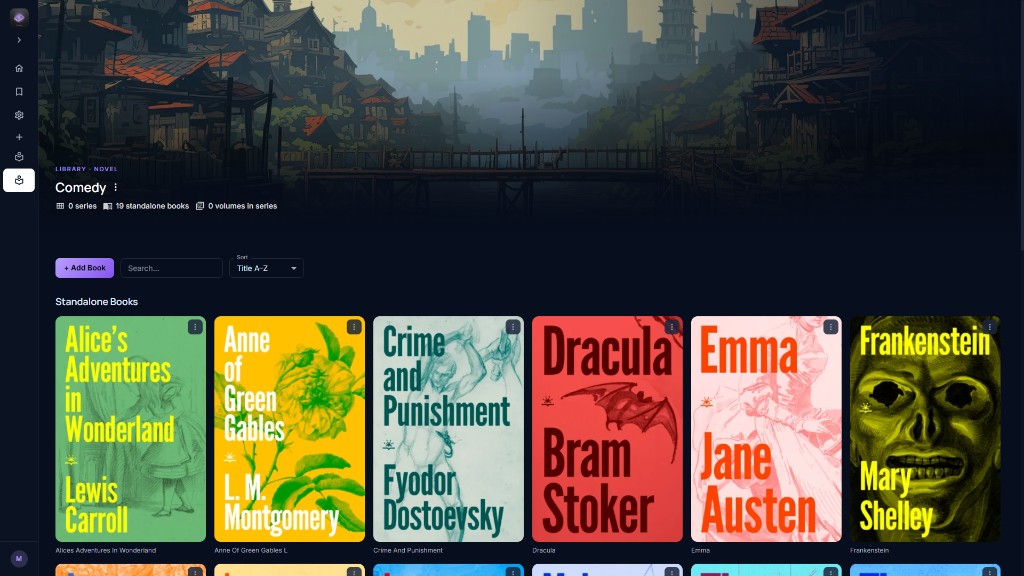 LIBRARY · NOVEL
Comedy
0 series 19 standalone books 0 volumes in series
+ Add Book
Search...
Sort
Title A-Z
Standalone Books
Alice's
Adventures
in
Wonderland
Lewis
Carroll
Anne
of
Green
Gables
L. M.
Montgomery
Crime
and
Punishment
Fyodor
Dostoevsky
Dracula
Bram
Stoker
Emma
Jane
Austen
Frankenstein
Mary
Shelley
Alices Adventures In Wonderland
Anne Of Green Gables L
Crime And Punishment
Dracula
Emma
Frankenstein
M